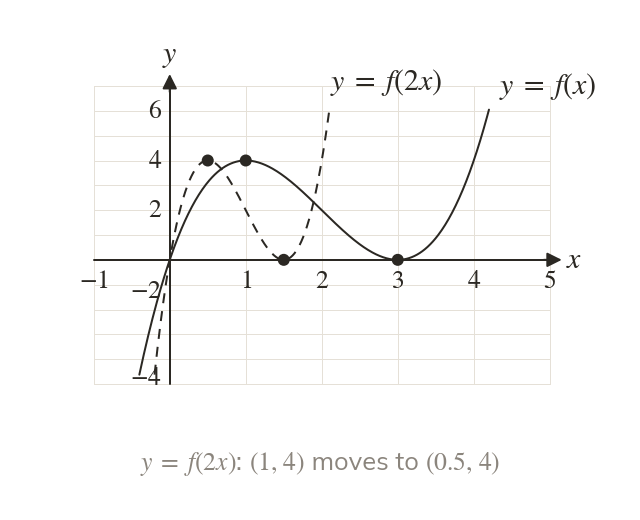 y
y = f(2x)
y = f(x)
6
4
2
x
−1
1
2
3
4
5
−2
−4
y = f(2x): (1, 4) moves to (0.5, 4)